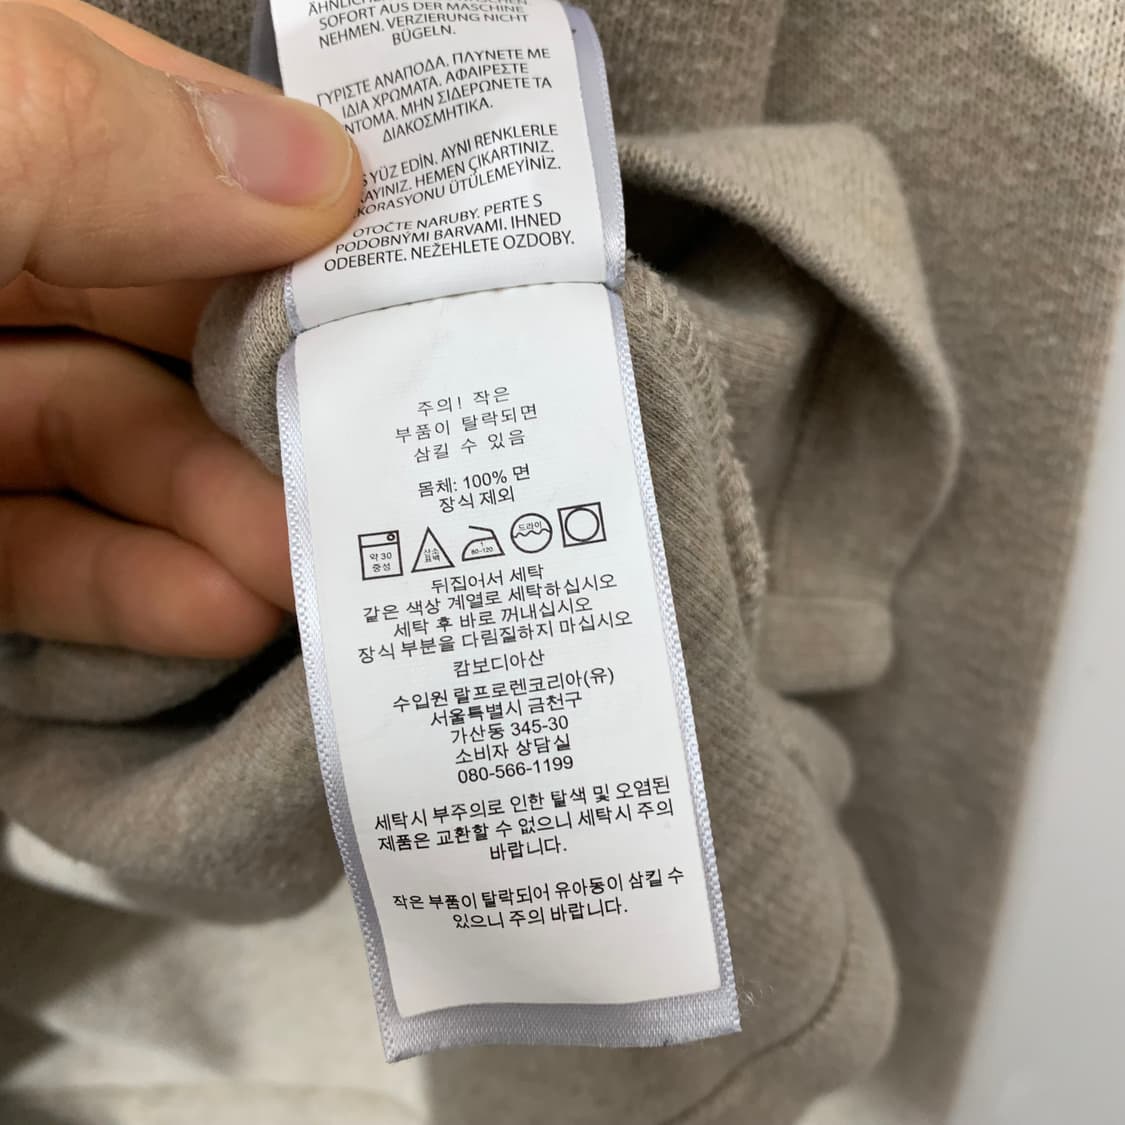 SOFORT AUS DER MASCHINE
NEHMEN. VERZIERUNG NICHT
BÜGELN.
ΓΥΡΙΣΤΕ ΑΝΑΠΟΔΑ, ΠΛΥΝΕΤΕ ΜΕ
ΙΔΙΑ ΧΡΩΜΑΤΑ. ΑΦΑΙΡΕΣΤΕ
ΜΗΝ ΣΙΔΕΡΩΝΕΤΕ ΤΑ
ΔΙΑΚΟΣΜΗΤΙΚΑ.
YÜZ EDİN. AYNI RENKLERLE
HEMEN ÇIKARTINIZ.
ÜTÜLEMEYİNİZ.
OTOČTE NARUBY. PERTE S
PODOBNÝMI BARVAMI. IHNED
ODEBERTE. NEŽEHLETE OZDOBY.
주의! 작은
부품이 탈락되면
삼킬 수 있음
몸체: 100% 면
장식 제외
약 30 중성
산소 표백
1 80-120
드라이
뒤집어서 세탁
같은 색상 계열로 세탁하십시오
세탁 후 바로 꺼내십시오
장식 부분을 다림질하지 마십시오
캄보디아산
수입원 랄프로렌코리아(유)
서울특별시 금천구
가산동 345-30
소비자 상담실
080-566-1199
세탁시 부주의로 인한 탈색 및 오염된
제품은 교환할 수 없으니 세탁시 주의
바랍니다.
작은 부품이 탈락되어 유아동이 삼킬 수
있으니 주의 바랍니다.